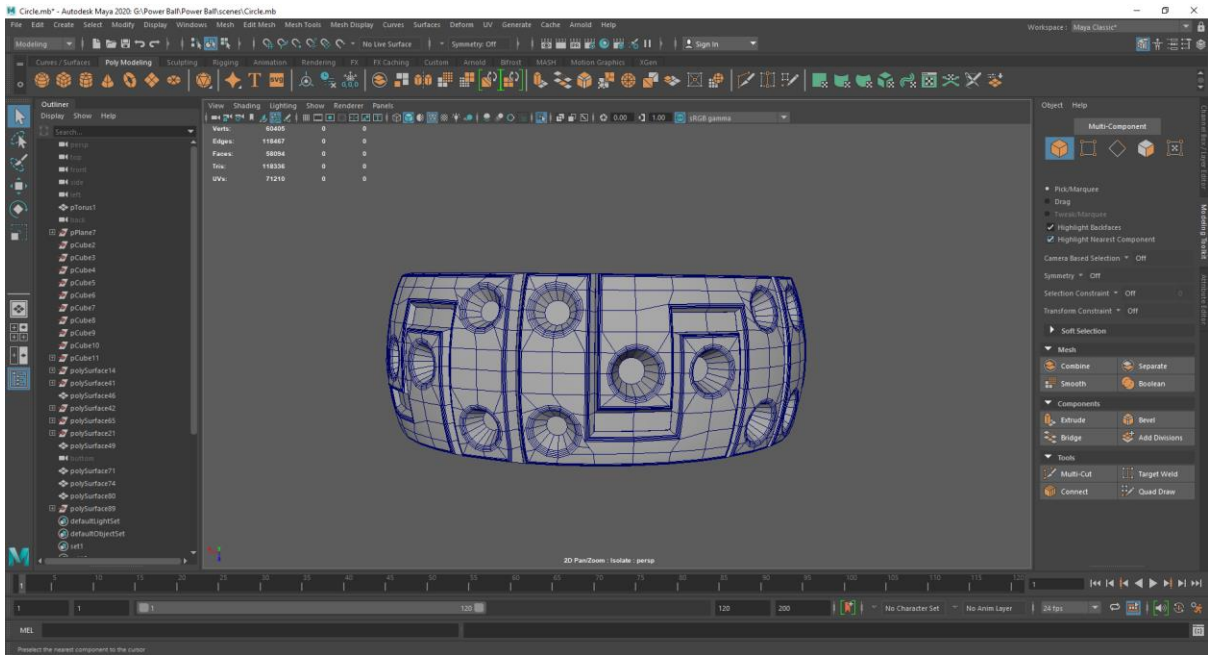 Circle.mb* - Autodesk Maya 2020: G:\Power Ball\Power Ball\scenes\Circle.mb
File Edit Create Select Modify Display Windows Mesh Edit Mesh Mesh Tools Mesh Display Curves Surfaces Deform UV Generate Cache Arnold Help
Workspace : Maya Classic*
Modeling
No Live Surface
Symmetry: Off
Sign In
Curves / Surfaces Poly Modeling Sculpting Rigging Animation Rendering FX FX Caching Custom Arnold Bifrost MASH Motion Graphics XGen
Outliner
Display Show Help
Search...
persp
top
front
side
left
pTorus1
back
pPlane7
pCube2
pCube3
pCube4
pCube5
pCube6
pCube7
pCube8
pCube9
pCube10
pCube11
polySurface14
polySurface41
polySurface46
polySurface42
polySurface65
polySurface21
polySurface49
bottom
polySurface71
polySurface74
polySurface80
polySurface89
defaultLightSet
defaultObjectSet
set1
View Shading Lighting Show Renderer Panels
0.00 1.00 sRGB gamma
Verts: 60405 0 0
Edges: 118467 0 0
Faces: 58094 0 0
Tris: 118336 0 0
UVs: 71210 0 0
2D Pan/Zoom : Isolate : persp
Object Help
Multi-Component
Pick/Marquee
Drag
Tweak/Marquee
Highlight Backfaces
Highlight Nearest Component
Camera Based Selection Off
Symmetry Off
Selection Constraint Off
Transform Constraint Off
Soft Selection
Mesh
Combine Separate
Smooth Boolean
Components
Extrude Bevel
Bridge Add Divisions
Tools
Multi-Cut Target Weld
Connect Quad Draw
Channel Box / Layer Editor
Modeling Toolkit
Attribute Editor
1 5 10 15 20 25 30 35 40 45 50 55 60 65 70 75 80 85 90 95 100 105 110 115 120 1
1 1 1 120 120 200 No Character Set No Anim Layer 24 fps
MEL
Preselect the nearest component to the cursor